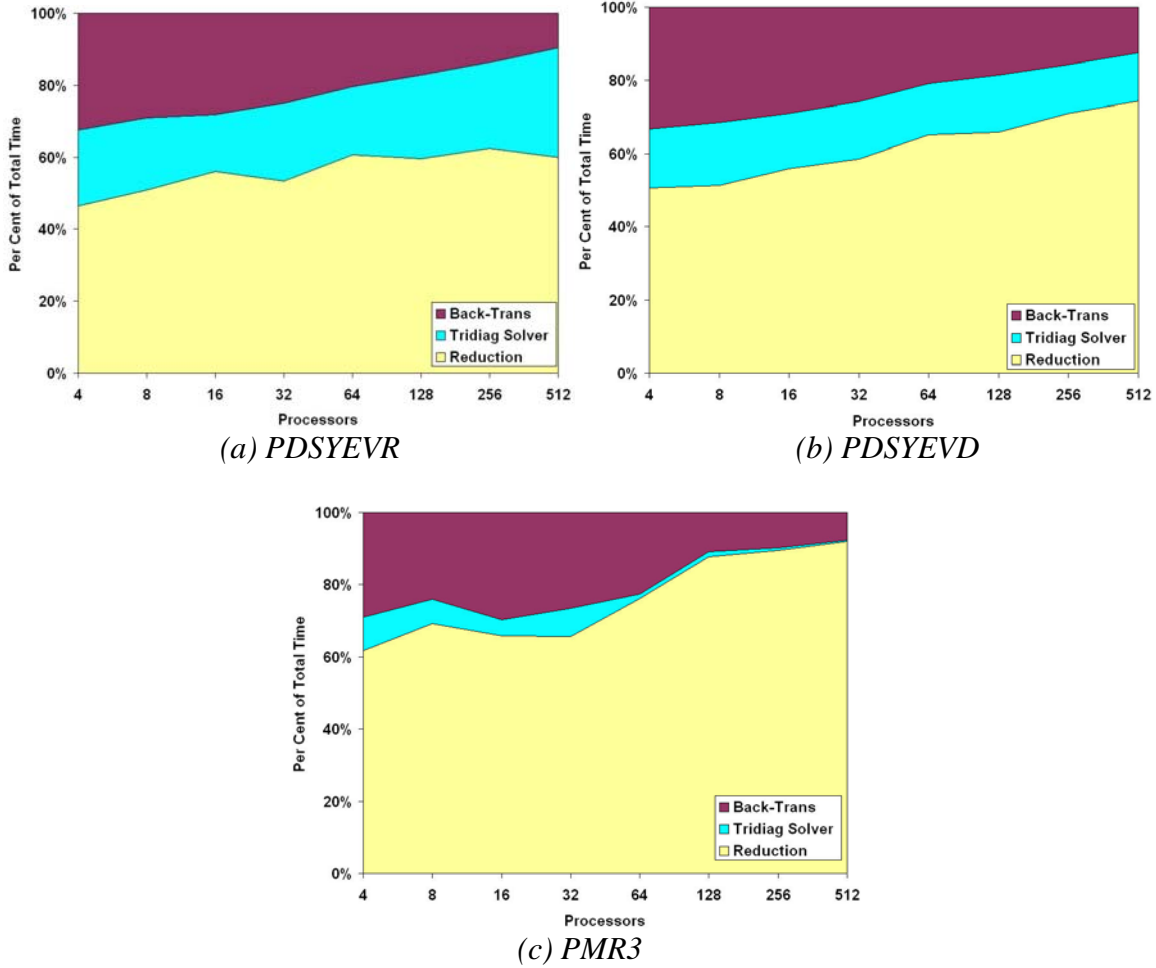 100%
80%
60%
40%
20%
0%
Per Cent of Total Time
Back-Trans
Tridiag Solver
Reduction
4 8 16 32 64 128 256 512
Processors
(a) PDSYEVR
100%
80%
60%
40%
20%
0%
Per Cent of Total Time
Back-Trans
Tridiag Solver
Reduction
4 8 16 32 64 128 256 512
Processors
(b) PDSYEVD
100%
80%
60%
40%
20%
0%
Per Cent of Total Time
Back-Trans
Tridiag Solver
Reduction
4 8 16 32 64 128 256 512
Processors
(c) PMR3